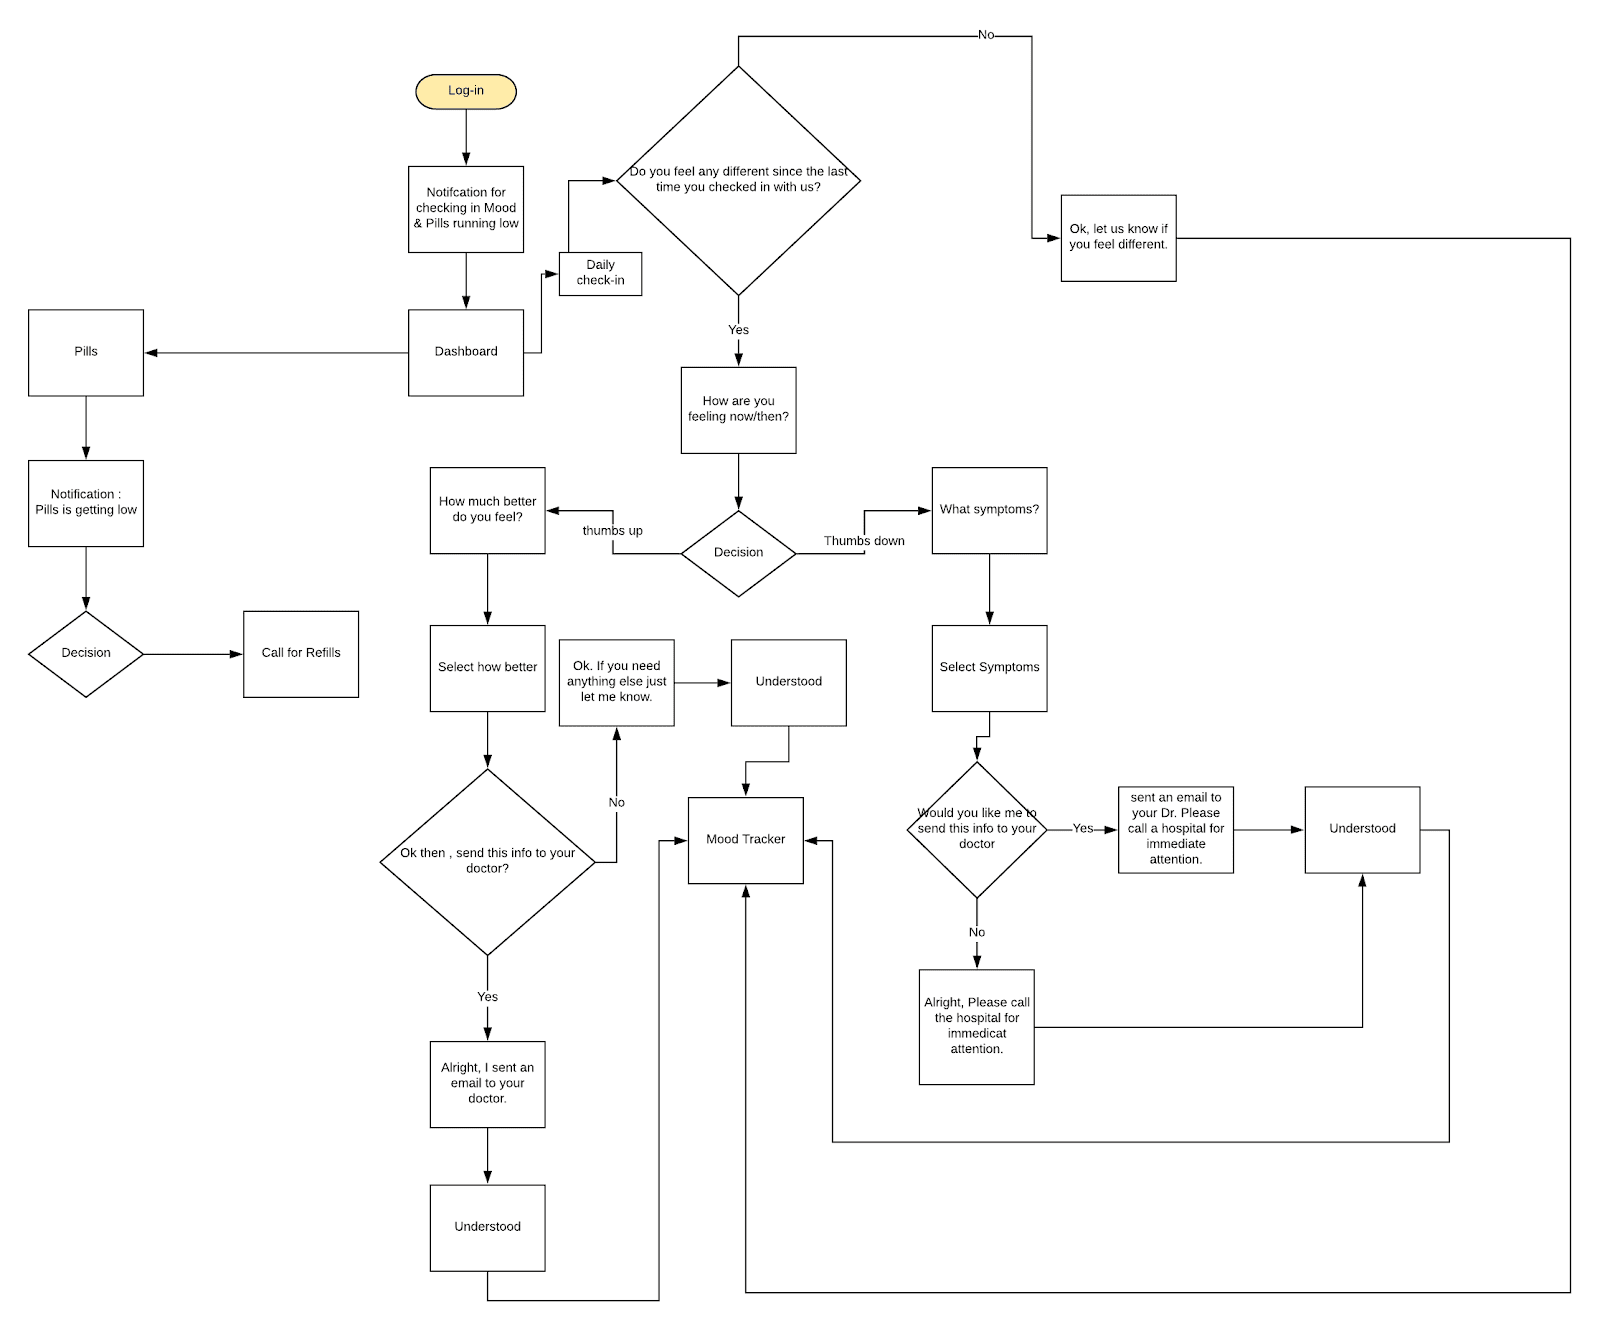 No
Log-in
Do you feel any different since the last
time you checked in with us?
Notifcation for
checking in Mood
& Pills running low
Ok, let us know if
you feel different.
Daily
check-in
Yes
Pills
Dashboard
How are you
feeling now/then?
Notification :
Pills is getting low
How much better
do you feel?
thumbs up
Decision
Thumbs down
What symptoms?
Decision
Call for Refills
Select how better
Ok. If you need
anything else just
let me know.
Understood
Select Symptoms
No
Ok then , send this info to your
doctor?
Mood Tracker
Would you like me to
send this info to your
doctor
Yes
sent an email to
your Dr. Please
call a hospital for
immediate
attention.
Understood
No
Yes
Alright, Please call
the hospital for
immedicat
attention.
Alright, I sent an
email to your
doctor.
Understood